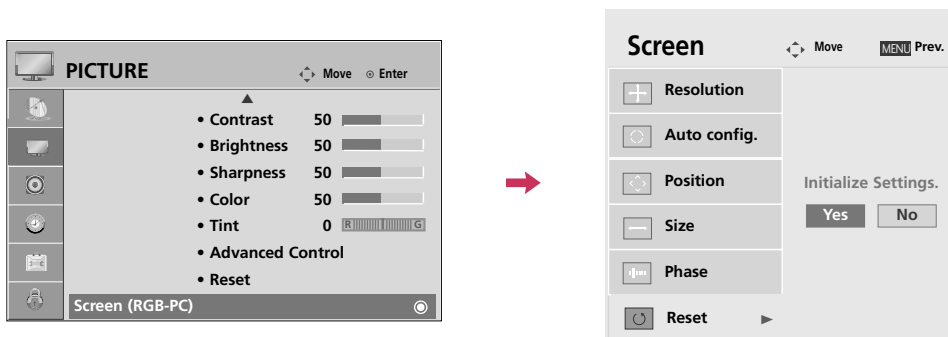 PICTURE
Move
Enter
• Contrast 50
• Brightness 50
• Sharpness 50
• Color 50
• Tint 0 R G
• Advanced Control
• Reset
Screen (RGB-PC)
Screen
Move
MENU Prev.
Resolution
Auto config.
Position
Size
Phase
Reset
Initialize Settings.
Yes No